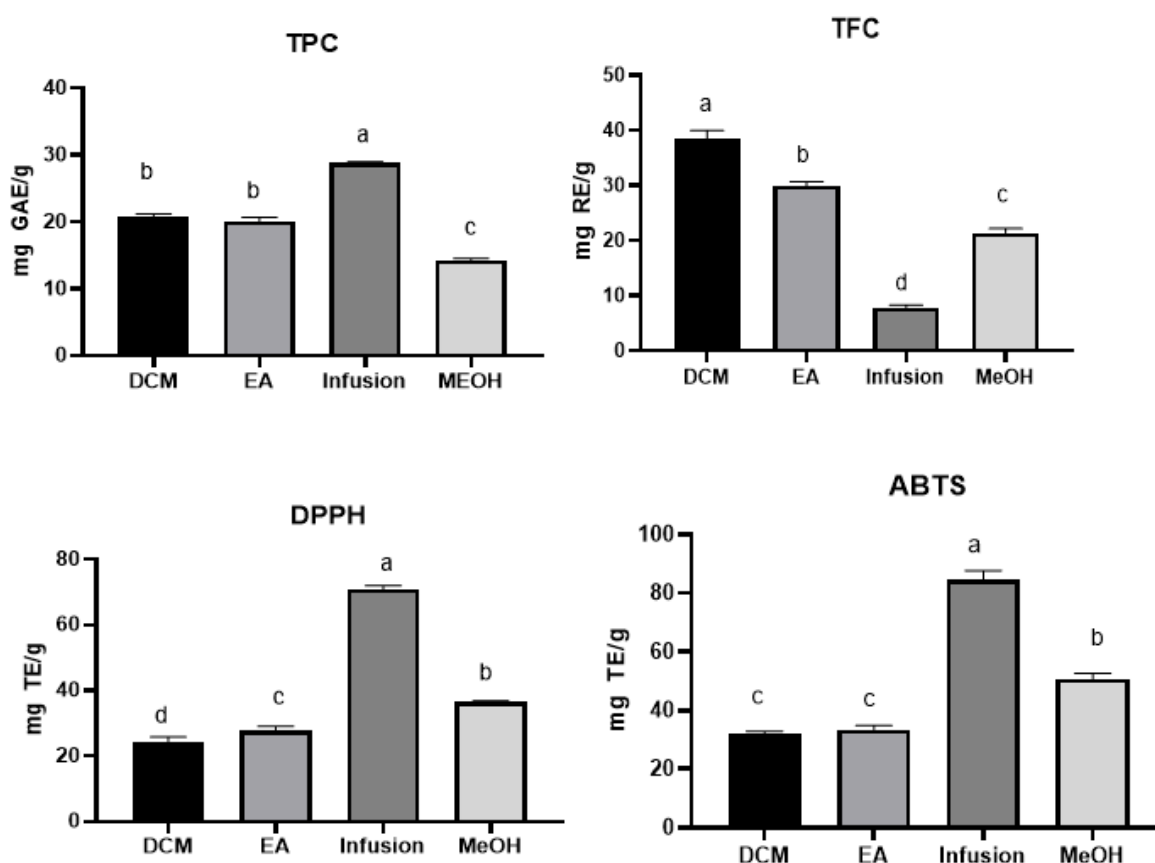 TPC
mg GAE/g
40
30
20
10
0
b
b
a
c
DCM EA Infusion MEOH
TFC
mg RE/g
50
40
30
20
10
0
a
b
d
c
DCM EA Infusion MeOH
DPPH
mg TE/g
80
60
40
20
0
d
c
a
b
DCM EA Infusion MeOH
ABTS
mg TE/g
100
80
60
40
20
0
c
c
a
b
DCM EA Infusion MeOH